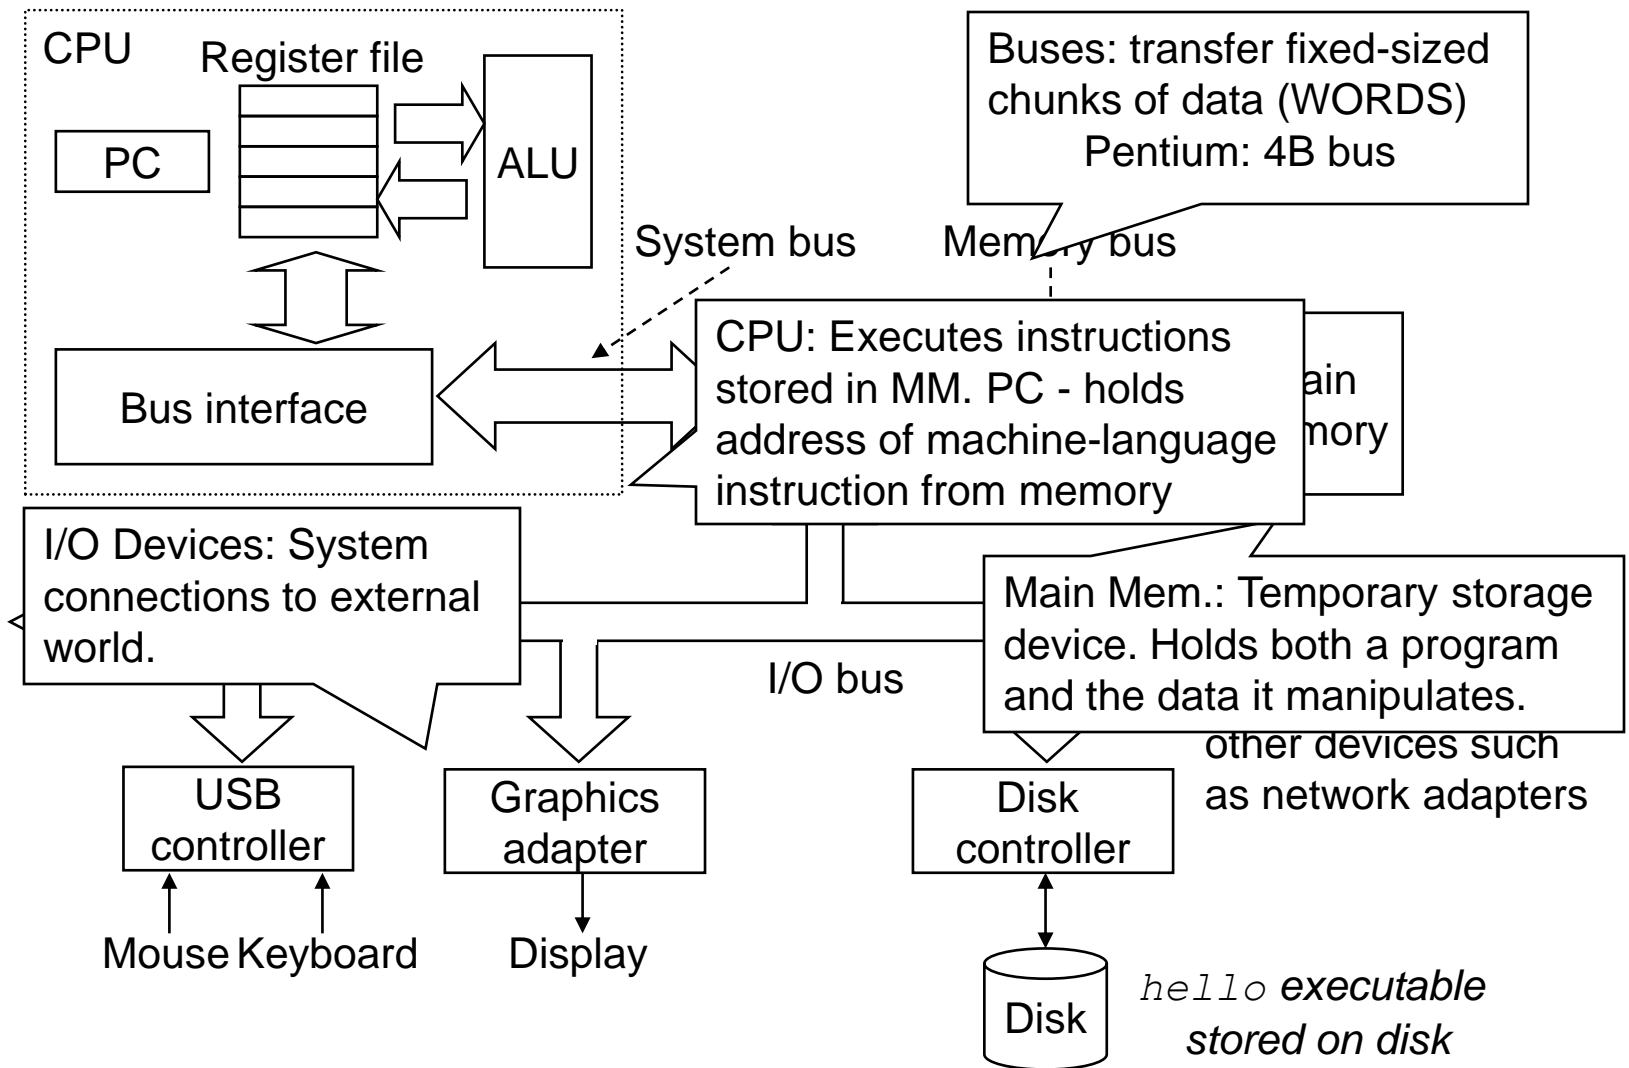 CPU
Register file
PC
ALU
Buses: transfer fixed-sized
chunks of data (WORDS)
Pentium: 4B bus
System bus
Memory bus
CPU: Executes instructions
stored in MM. PC - holds
address of machine-language
instruction from memory
Bus interface
I/O Devices: System
connections to external
world.
Main Mem.: Temporary storage
device. Holds both a program
and the data it manipulates.
I/O bus
other devices such
as network adapters
USB
controller
Graphics
adapter
Disk
controller
Mouse
Keyboard
Display
Disk
hello executable
stored on disk